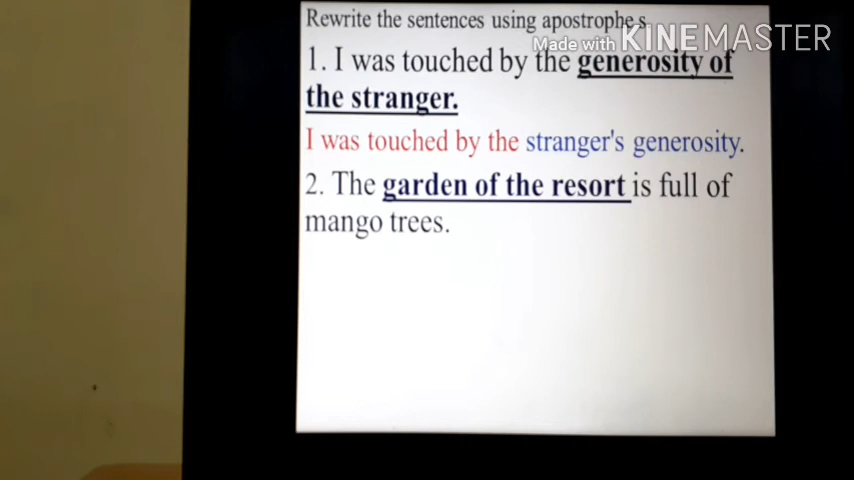 Rewrite the sentences using apostrophe s
Made with KINEMASTER
1. I was touched by the generosity of
the stranger.
I was touched by the stranger's generosity.
2. The garden of the resort is full of
mango trees.